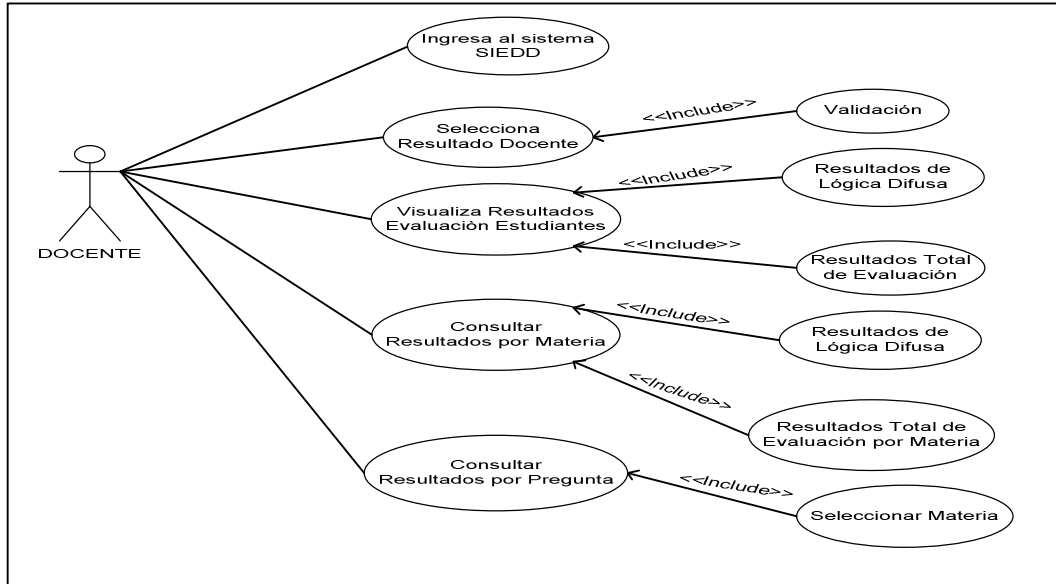 Ingresa al sistema
SIEDD
Selecciona
Resultado Docente
<<Include>>
Validación
DOCENTE
Visualiza Resultados
Evaluación Estudiantes
<<Include>>
Resultados de
Lógica Difusa
<<Include>>
Resultados Total
de Evaluación
Consultar
Resultados por Materia
<<Include>>
Resultados de
Lógica Difusa
<<Include>>
Resultados Total de
Evaluación por Materia
Consultar
Resultados por Pregunta
<<Include>>
Seleccionar Materia